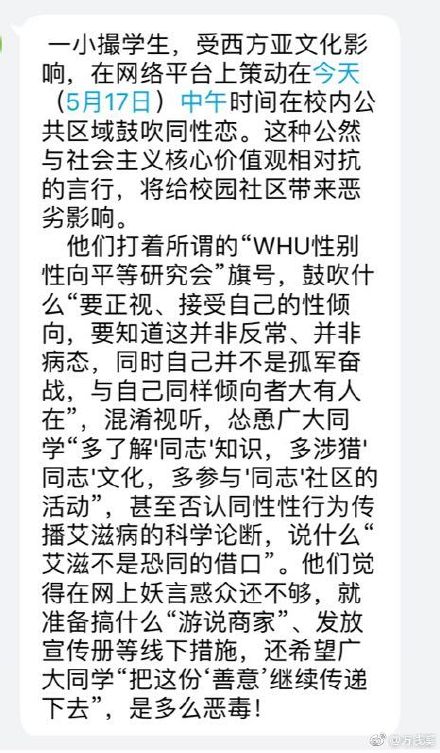 一小撮学生，受西方亚文化影
响，在网络平台上策动在今天
（5月17日）中午时间在校内公
共区域鼓吹同性恋。这种公然
与社会主义核心价值观相对抗
的言行，将给校园社区带来恶
劣影响。
他们打着所谓的“WHU性别
性向平等研究会”旗号，鼓吹什
么“要正视、接受自己的性倾
向，要知道这并非反常、并非
病态，同时自己并不是孤军奋
战，与自己同样倾向者大有人
在”，混淆视听，怂恿广大同
学“多了解'同志'知识，多涉猎'
同志'文化，多参与'同志'社区的
活动”，甚至否认同性性行为传
播艾滋病的科学论断，说什么“
艾滋不是恐同的借口”。他们觉
得在网上妖言惑众还不够，就
准备搞什么“游说商家”、发放
宣传册等线下措施，还希望广
大同学“把这份‘善意’继续传递
下去”，是多么恶毒！